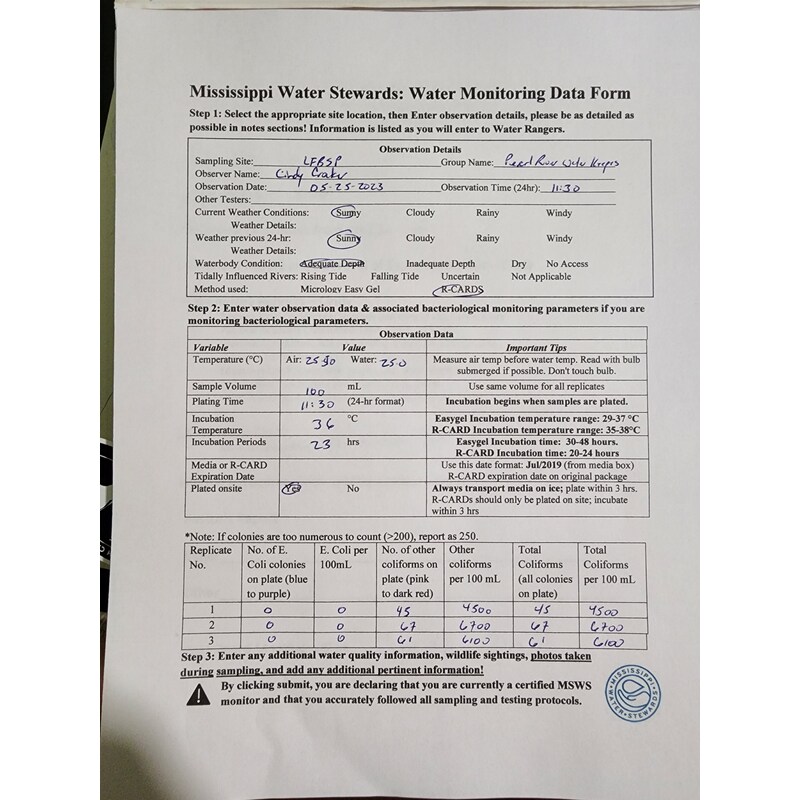 Mississippi Water Stewards: Water Monitoring Data Form
Step 1: Select the appropriate site location, then Enter observation details, please be as detailed as
possible in notes sections! Information is listed as you will enter to Water Rangers.
Observation Details
Sampling Site: LFBSP Group Name: Pearl River Water Keepers
Observer Name: Cindy
Observation Date: 05-25-2023 Observation Time (24hr): 11:30
Other Testers:
Current Weather Conditions: Sunny Cloudy Rainy Windy
Weather Details:
Weather previous 24-hr: Sunny Cloudy Rainy Windy
Weather Details:
Waterbody Condition: Adequate Depth Inadequate Depth Dry No Access
Tidally Influenced Rivers: Rising Tide Falling Tide Uncertain Not Applicable
Method used: Micrology Easy Gel R-CARDS
Step 2: Enter water observation data & associated bacteriological monitoring parameters if you are
monitoring bacteriological parameters.
Observation Data
Variable Value Important Tips
Temperature (°C) Air: Water: 25.0 Measure air temp before water temp. Read with bulb
submerged if possible. Don't touch bulb.
Sample Volume 100 mL Use same volume for all replicates
Plating Time 11:30 (24-hr format) Incubation begins when samples are plated.
Incubation 36 °C Easygel Incubation temperature range: 29-37 °C
Temperature R-CARD Incubation temperature range: 35-38°C
Incubation Periods 23 hrs Easygel Incubation time: 30-48 hours.
R-CARD Incubation time: 20-24 hours
Media or R-CARD Use this date format: Jul/2019 (from media box)
Expiration Date R-CARD expiration date on original package
Plated onsite Yes No Always transport media on ice; plate within 3 hrs.
R-CARDs should only be plated on site; incubate
within 3 hrs
*Note: If colonies are too numerous to count (>200), report as 250.
Replicate No. of E. E. Coli per No. of other Other Total Total
No. Coli colonies 100mL coliforms on coliforms Coliforms Coliforms
on plate (blue plate (pink per 100 mL (all colonies per 100 mL
to purple) to dark red) on plate)
1 0 0 45 4500 45 4500
2 0 0 67 6700 67 6700
3 0 0 61 6100 61 6100
Step 3: Enter any additional water quality information, wildlife sightings, photos taken
during sampling, and add any additional pertinent information!
By clicking submit, you are declaring that you are currently a certified MSWS
monitor and that you accurately followed all sampling and testing protocols.
MISSISSIPPI WATER STEWARDS